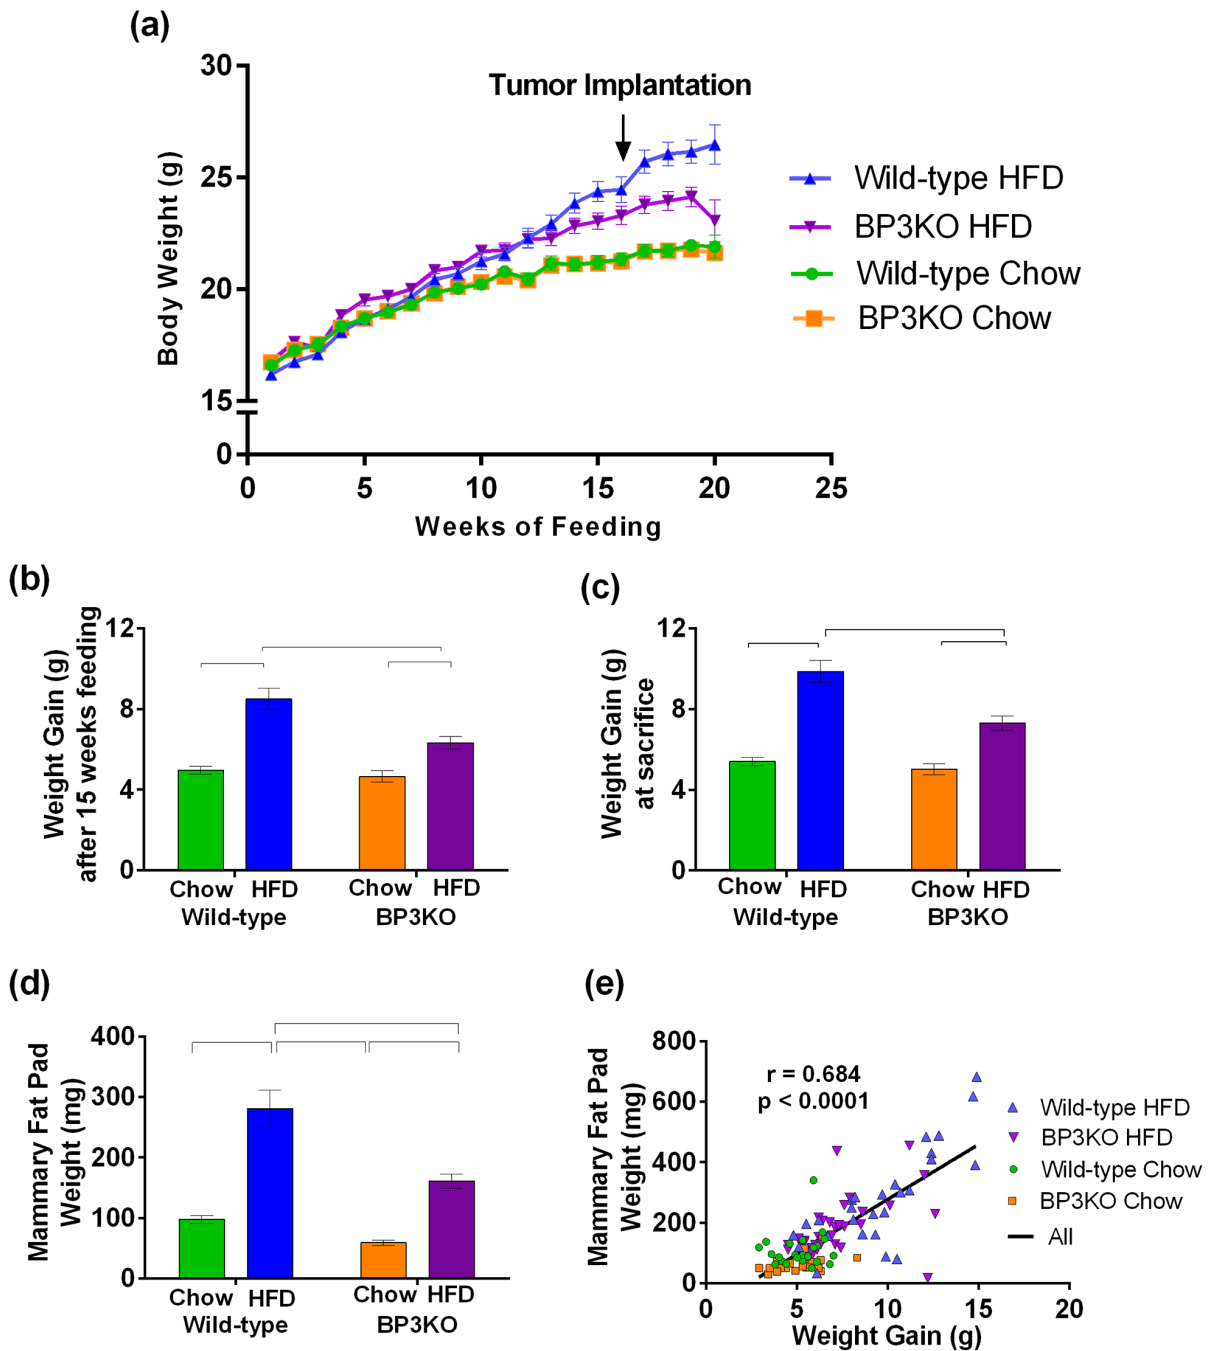 (a)
30
25
20
15
0
Body Weight (g)
Tumor Implantation
0 5 10 15 20 25
Weeks of Feeding
Wild-type HFD
BP3KO HFD
Wild-type Chow
BP3KO Chow
(b)
Weight Gain (g)
after 15 weeks feeding
12
8
4
0
Chow HFD Chow HFD
Wild-type BP3KO
(c)
Weight Gain (g)
at sacrifice
12
8
4
0
Chow HFD Chow HFD
Wild-type BP3KO
(d)
Mammary Fat Pad
Weight (mg)
400
300
200
100
0
Chow HFD Chow HFD
Wild-type BP3KO
(e)
Mammary Fat Pad
Weight (mg)
800
600
400
200
0
r = 0.684
p < 0.0001
0 5 10 15 20
Weight Gain (g)
Wild-type HFD
BP3KO HFD
Wild-type Chow
BP3KO Chow
All